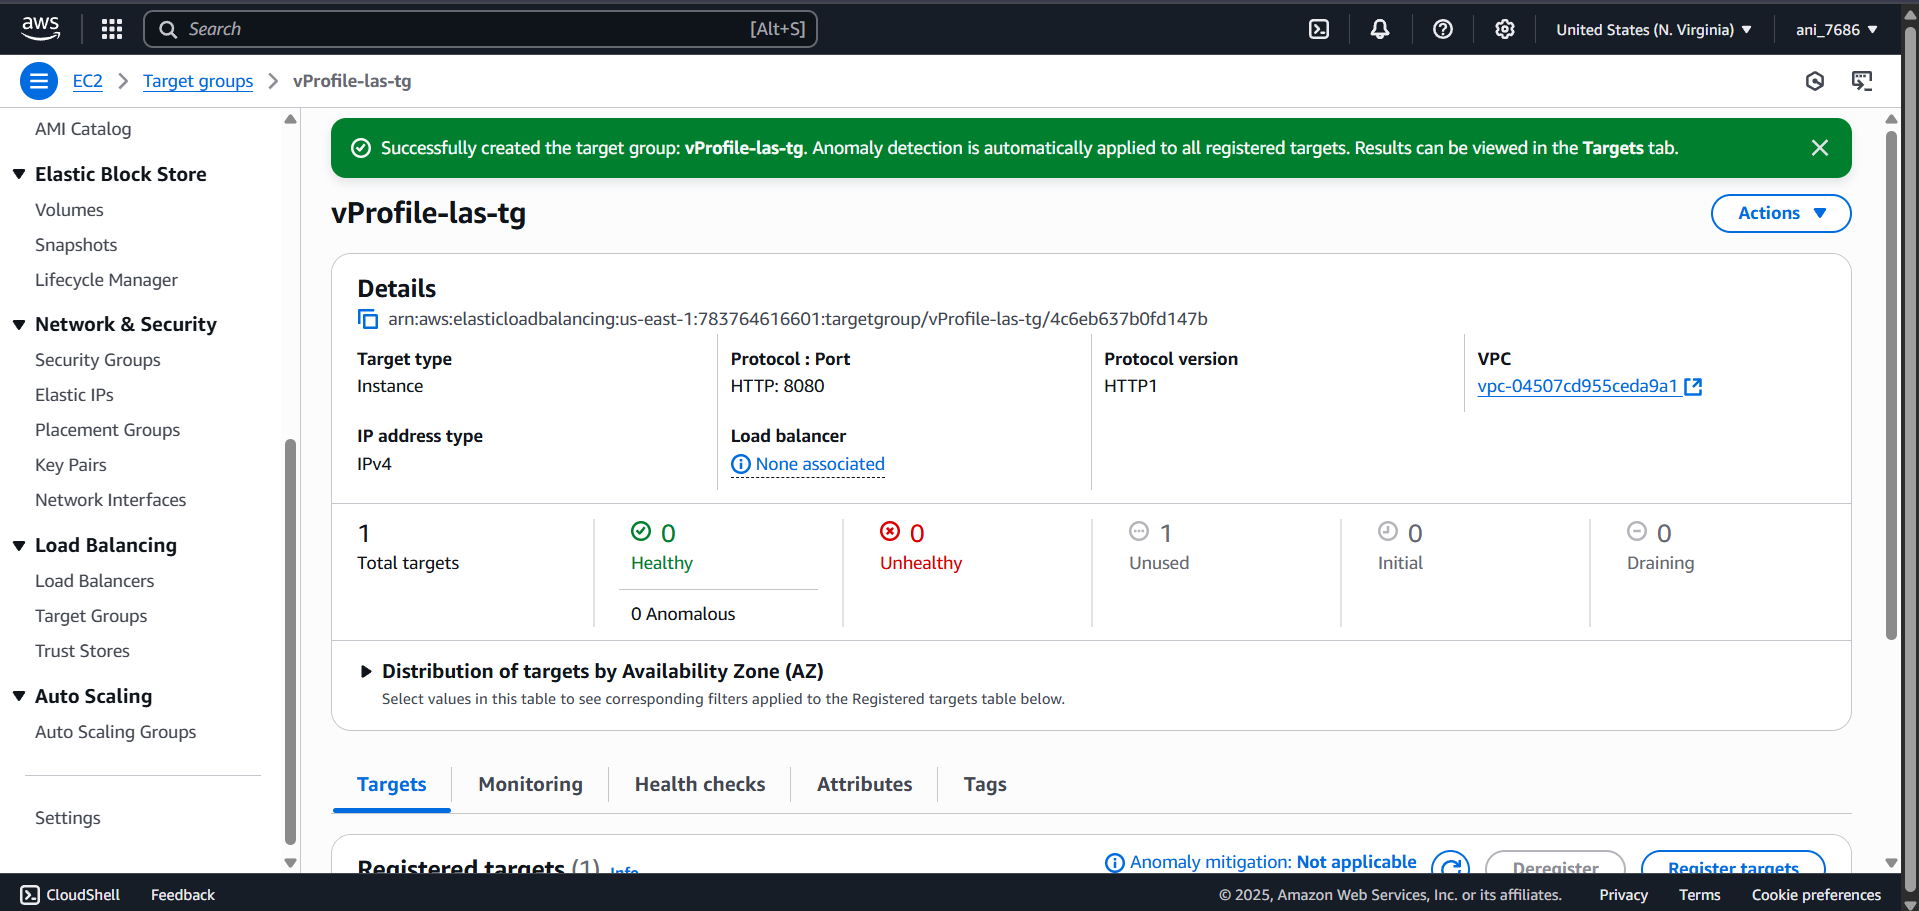 aws
Search [Alt+S]
United States (N. Virginia)
ani_7686
EC2
Target groups
vProfile-las-tg
AMI Catalog
Elastic Block Store
Volumes
Snapshots
Lifecycle Manager
Network & Security
Security Groups
Elastic IPs
Placement Groups
Key Pairs
Network Interfaces
Load Balancing
Load Balancers
Target Groups
Trust Stores
Auto Scaling
Auto Scaling Groups
Settings
Successfully created the target group: vProfile-las-tg. Anomaly detection is automatically applied to all registered targets. Results can be viewed in the Targets tab.
vProfile-las-tg
Actions
Details
arn:aws:elasticloadbalancing:us-east-1:783764616601:targetgroup/vProfile-las-tg/4c6eb637b0fd147b
Target type
Instance
Protocol : Port
HTTP: 8080
Protocol version
HTTP1
VPC
vpc-04507cd955ceda9a1
IP address type
IPv4
Load balancer
None associated
1
Total targets
0
Healthy
0 Anomalous
0
Unhealthy
1
Unused
0
Initial
0
Draining
Distribution of targets by Availability Zone (AZ)
Select values in this table to see corresponding filters applied to the Registered targets table below.
Targets
Monitoring
Health checks
Attributes
Tags
Registered targets (1) Info
Anomaly mitigation: Not applicable
Deregister
Register targets
CloudShell
Feedback
© 2025, Amazon Web Services, Inc. or its affiliates.
Privacy
Terms
Cookie preferences